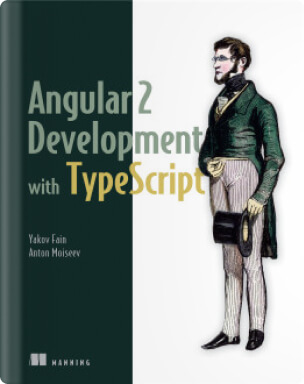 Angular 2
Development
with TypeScript
Yakov Fain
Anton Moiseev
MANNING